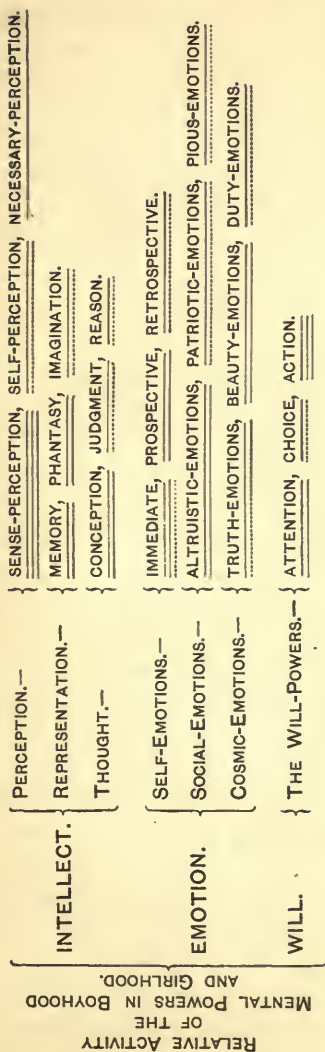 RELATIVE ACTIVITY
OF THE
MENTAL POWERS IN BOYHOOD
AND GIRLHOOD.
INTELLECT.
PERCEPTION.— SENSE-PERCEPTION, SELF-PERCEPTION, NECESSARY-PERCEPTION.
REPRESENTATION.— MEMORY, PHANTASY, IMAGINATION.
THOUGHT.— CONCEPTION, JUDGMENT, REASON.
EMOTION.
SELF-EMOTIONS.— IMMEDIATE, PROSPECTIVE, RETROSPECTIVE.
SOCIAL-EMOTIONS.— ALTRUISTIC-EMOTIONS, PATRIOTIC-EMOTIONS, PIOUS-EMOTIONS.
COSMIC-EMOTIONS.— TRUTH-EMOTIONS, BEAUTY-EMOTIONS, DUTY-EMOTIONS.
WILL.
THE WILL-POWERS.— ATTENTION, CHOICE, ACTION.